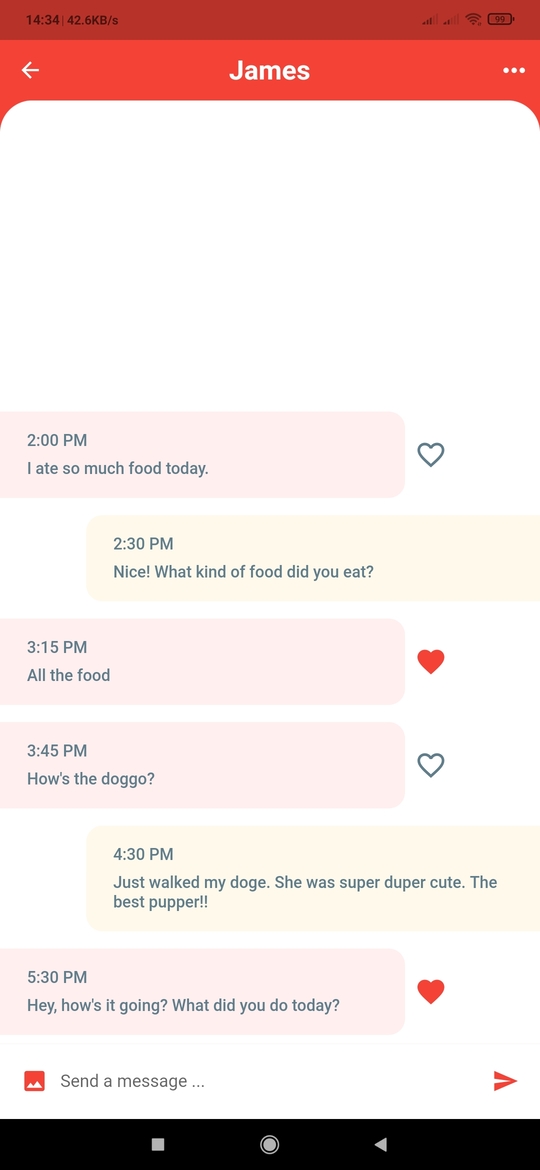 14:34 | 42.6KB/s
99
James
2:00 PM
I ate so much food today.
2:30 PM
Nice! What kind of food did you eat?
3:15 PM
All the food
3:45 PM
How's the doggo?
4:30 PM
Just walked my doge. She was super duper cute. The
best pupper!!
5:30 PM
Hey, how's it going? What did you do today?
Send a message ...